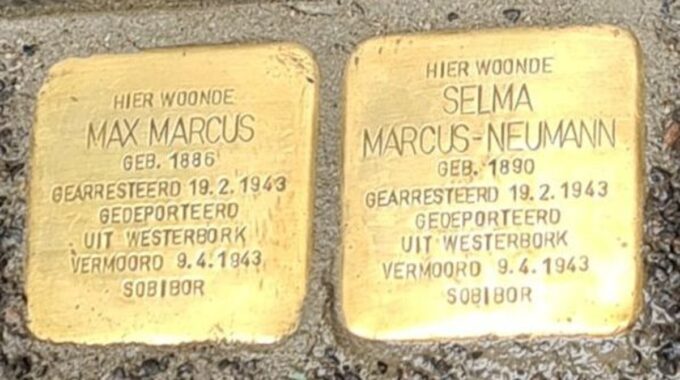 HIER WOONDE
MAX MARCUS
GEB. 1886
GEARRESTEERD 19.2.1943
GEDEPORTEERD
UIT WESTERBORK
VERMOORD 9.4.1943
SOBIBOR
HIER WOONDE
SELMA
MARCUS-NEUMANN
GEB. 1890
GEARRESTEERD 19.2.1943
GEDEPORTEERD
UIT WESTERBORK
VERMOORD 9.4.1943
SOBIBOR